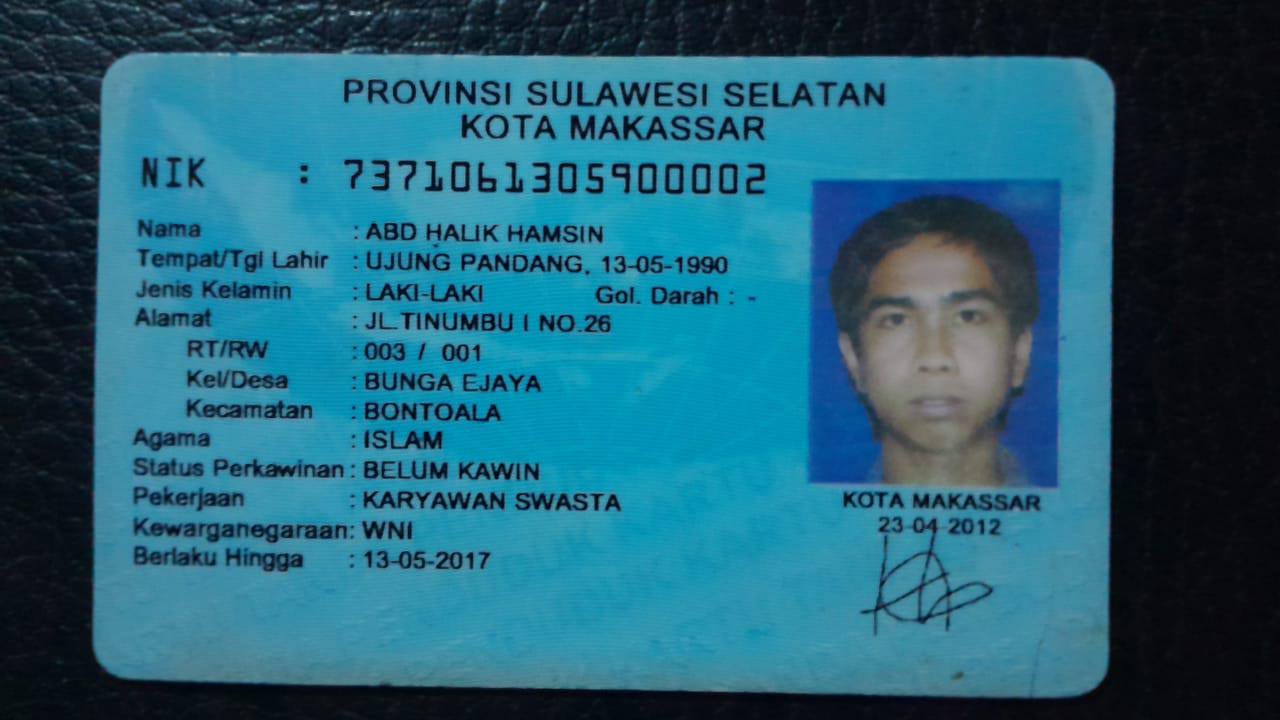 PROVINSI SULAWESI SELATAN
KOTA MAKASSAR
NIK : 7371061305900002
Nama : ABD HALIK HAMSIN
Tempat/Tgl Lahir : UJUNG PANDANG, 13-05-1990
Jenis Kelamin : LAKI-LAKI Gol. Darah : -
Alamat : JL.TINUMBU I NO.26
RT/RW : 003 / 001
Kel/Desa : BUNGA EJAYA
Kecamatan : BONTOALA
Agama : ISLAM
Status Perkawinan : BELUM KAWIN
Pekerjaan : KARYAWAN SWASTA
Kewarganegaraan: WNI
Berlaku Hingga : 13-05-2017
KOTA MAKASSAR
23-04-2012